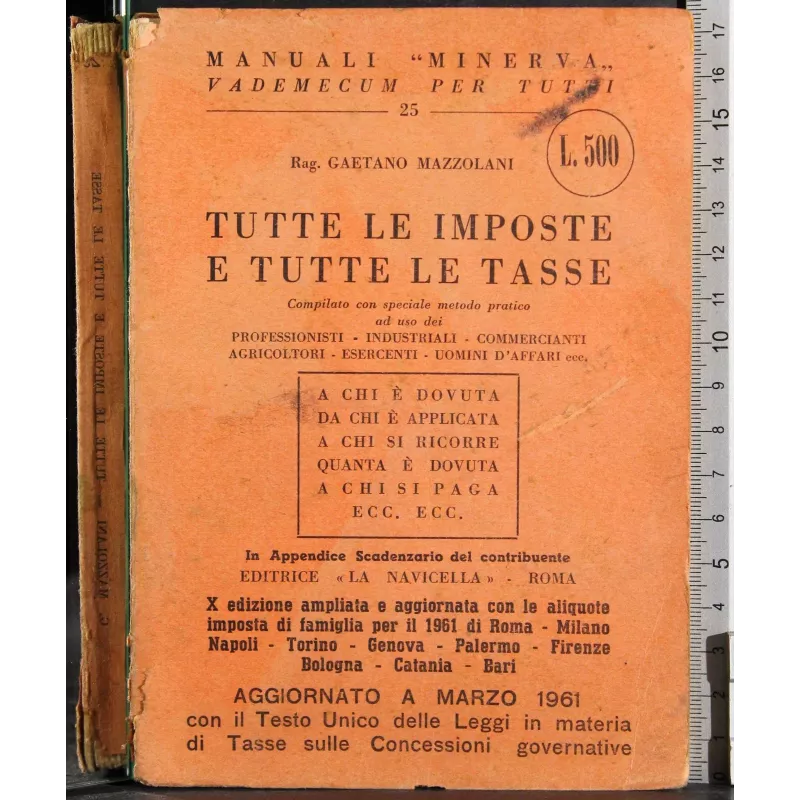 MANUALI “MINERVA„
VADEMECUM PER TUTTI
25
L. 500
Rag. GAETANO MAZZOLANI
TUTTE LE IMPOSTE
E TUTTE LE TASSE
Compilato con speciale metodo pratico
ad uso dei
PROFESSIONISTI - INDUSTRIALI - COMMERCIANTI
AGRICOLTORI - ESERCENTI - UOMINI D'AFFARI ecc.
A CHI È DOVUTA
DA CHI È APPLICATA
A CHI SI RICORRE
QUANTA È DOVUTA
A CHI SI PAGA
ECC. ECC.
In Appendice Scadenzario del contribuente
EDITRICE « LA NAVICELLA » - ROMA
X edizione ampliata e aggiornata con le aliquote
imposta di famiglia per il 1961 di Roma - Milano
Napoli - Torino - Genova - Palermo - Firenze
Bologna - Catania - Bari
AGGIORNATO A MARZO 1961
con il Testo Unico delle Leggi in materia
di Tasse sulle Concessioni governative
G. MAZZOLANI - TUTTE LE IMPOSTE E TUTTE LE TASSE
17
16
15
14
13
12
11
10
9
8
7
6
5
4
3
2
1
0